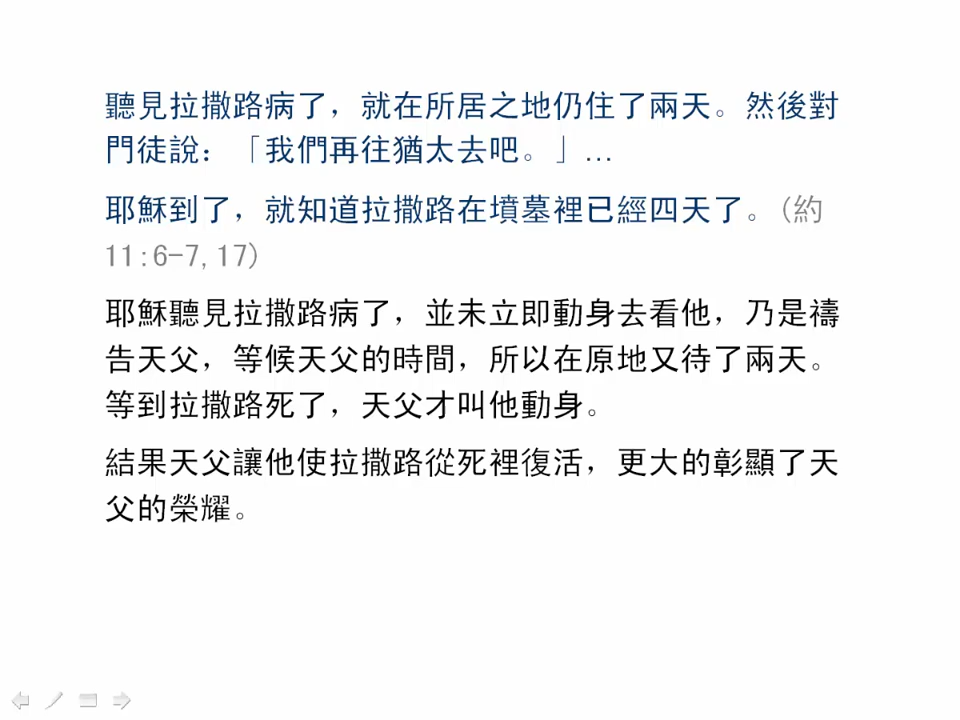 聽見拉撒路病了，就在所居之地仍住了兩天。然後對
門徒說：「我們再往猶太去吧。」…
耶穌到了，就知道拉撒路在墳墓裡已經四天了。(約
11:6-7,17)
耶穌聽見拉撒路病了，並未立即動身去看他，乃是禱
告天父，等候天父的時間，所以在原地又待了兩天。
等到拉撒路死了，天父才叫他動身。
結果天父讓他使拉撒路從死裡復活，更大的彰顯了天
父的榮耀。